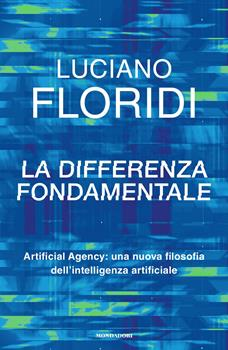 LUCIANO
FLORIDI
LA DIFFERENZA
FONDAMENTALE
Artificial Agency: una nuova filosofia
dell'intelligenza artificiale
MONDADORI